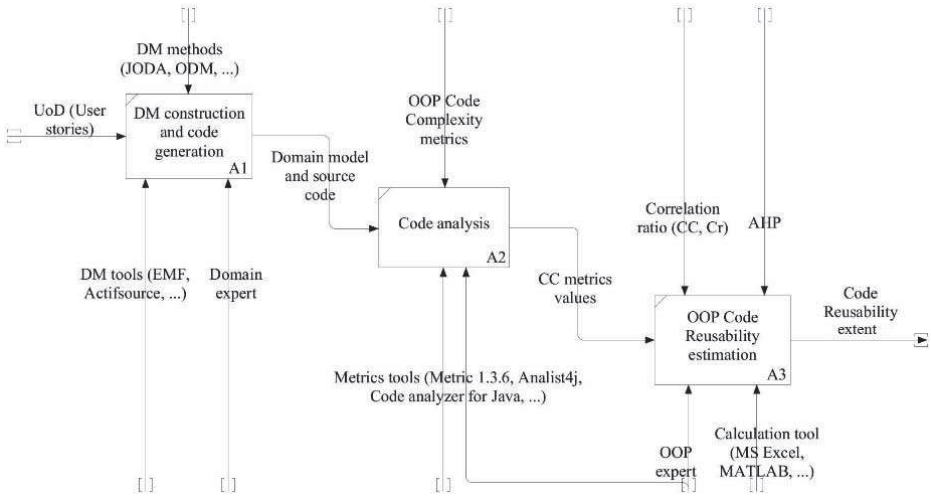 DM methods
(JODA, ODM, ...)
UoD (User
stories)
DM construction
and code
generation
A1
OOP Code
Complexity
metrics
Domain model
and source
code
Code analysis
A2
Correlation
ratio (CC, Cr)
AHP
DM tools (EMF,
Actifsource, ...)
Domain
expert
CC metrics
values
OOP Code
Reusability
estimation
A3
Code
Reusability
extent
Metrics tools (Metric 1.3.6, Analist4j,
Code analyzer for Java, ...)
OOP
expert
Calculation tool
(MS Excel,
MATLAB, ...)